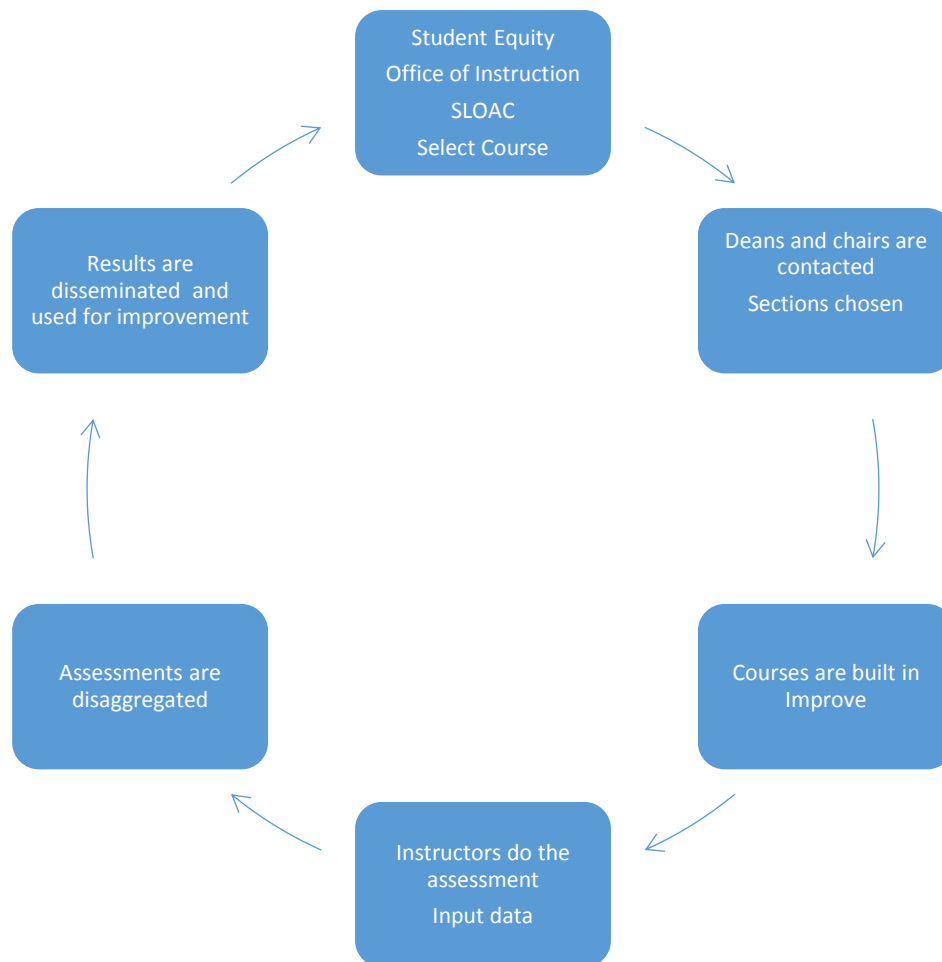 Student Equity
Office of Instruction
SLOAC
Select Course
Deans and chairs are
contacted
Sections chosen
Courses are built in
Improve
Instructors do the
assessment
Input data
Assessments are
disaggregated
Results are
disseminated  and
used for improvement